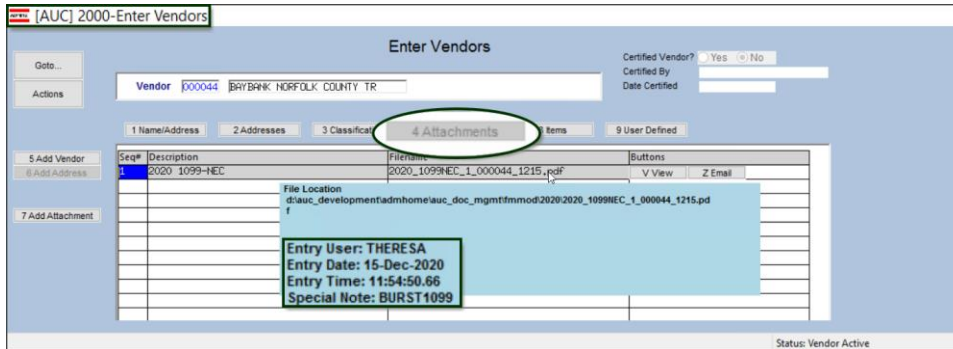 [AUC] 2000-Enter Vendors
Enter Vendors
Goto...
Actions
Certified Vendor? Yes No
Certified By
Date Certified
Vendor 000044 BAYBANK NORFOLK COUNTY TR
1 Name/Address 2 Addresses 3 Classificat 4 Attachments Items 9 User Defined
5 Add Vendor
6 Add Address
7 Add Attachment
Seq# Description Filename Buttons
1 2020 1099-NEC 2020_1099NEC_1_000044_1215.pdf V View Z Email
File Location
d:\auc_development\admhome\auc_doc_mgmt\fmmod\2020\2020_1099NEC_1_000044_1215.pd
f
Entry User: THERESA
Entry Date: 15-Dec-2020
Entry Time: 11:54:50.66
Special Note: BURST1099
Status: Vendor Active